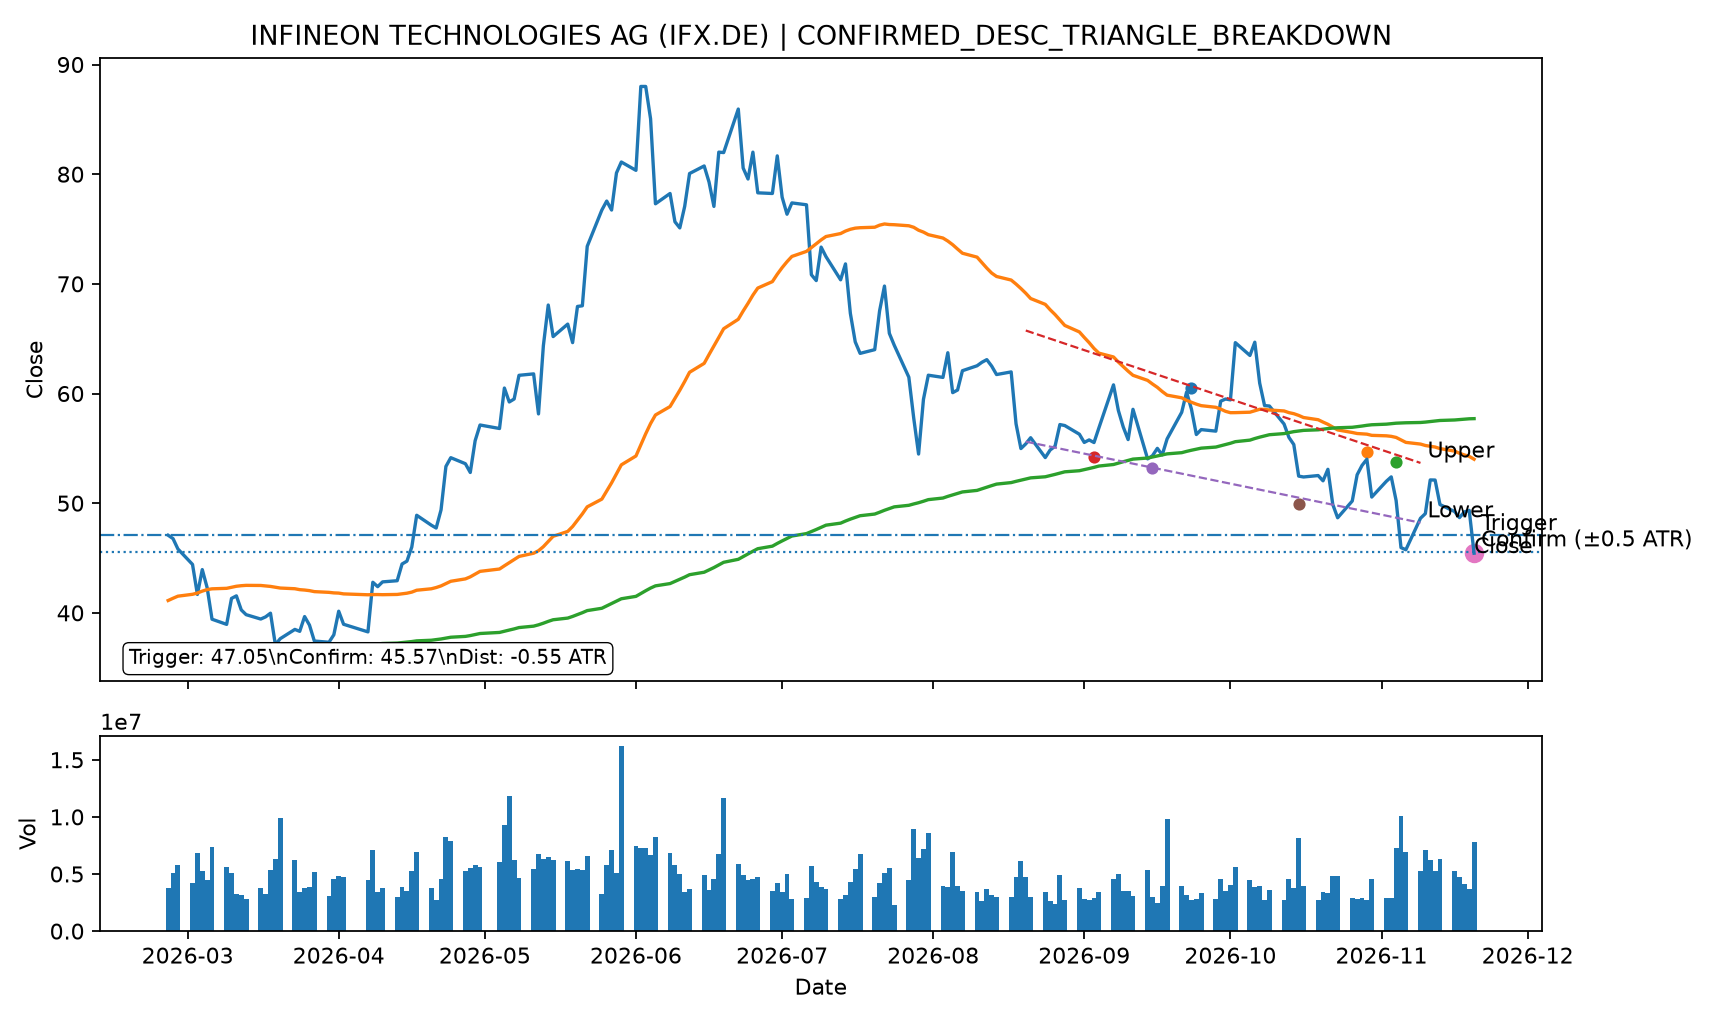 INFINEON TECHNOLOGIES AG (IFX.DE) | CONFIRMED_DESC_TRIANGLE_BREAKDOWN
90
80
70
60
50
40
Close
Upper
Lower
Trigger
Confirm (±0.5 ATR)
Close
Trigger: 47.05\nConfirm: 45.57\nDist: -0.55 ATR
1e7
1.5
1.0
0.5
0.0
Vol
2026-03
2026-04
2026-05
2026-06
2026-07
2026-08
2026-09
2026-10
2026-11
2026-12
Date